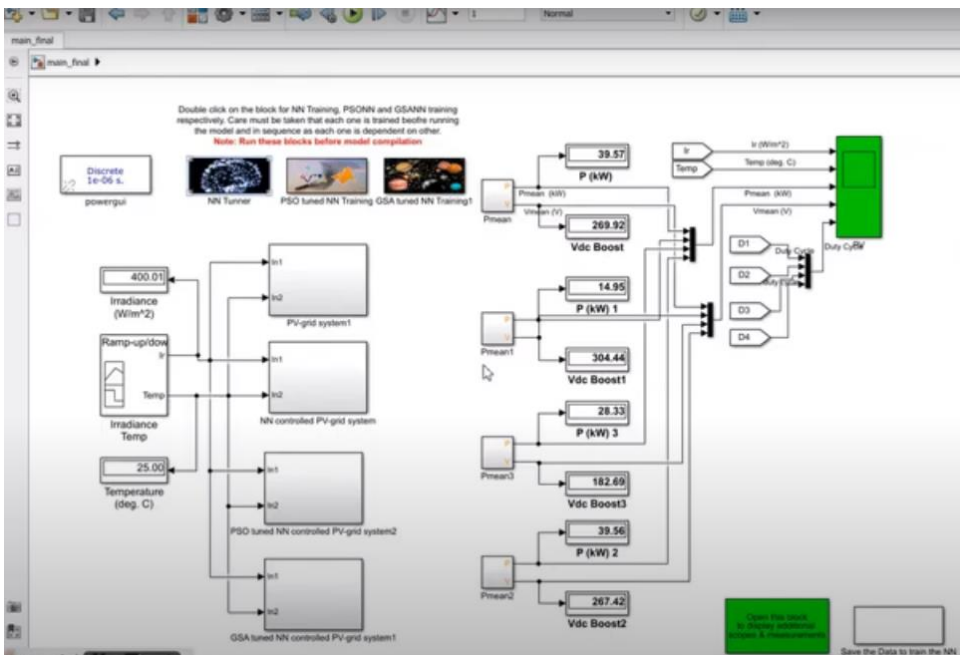 1
Normal
main_final
main_final
Double click on the block for NN Training, PSONN and GSANN training
respectively. Care must be taken that each one is trained beofre running
the model and in sequence as each one is dependent on other.
Note: Run these blocks before model compilation
Discrete
1e-06 s.
powergui
NN Tunner
PSO tuned NN Training
GSA tuned NN Training1
400.01
Irradiance
(W/m^2)
Ramp-up/dow
Ir
Temp
Irradiance
Temp
25.00
Temperature
(deg. C)
In1
In2
PV-grid system1
In1
In2
NN controlled PV-grid system
In1
In2
PSO tuned NN controlled PV-grid system2
In1
In2
GSA tuned NN controlled PV-grid system1
P
V
Pmean
Pmean (kW)
Vmean (V)
39.57
P (kW)
269.92
Vdc Boost
P
V
Pmean1
14.95
P (kW) 1
304.44
Vdc Boost1
P
V
Pmean3
28.33
P (kW) 3
182.69
Vdc Boost3
P
V
Pmean2
39.56
P (kW) 2
267.42
Vdc Boost2
Ir
Temp
Ir (W/m^2)
Temp (deg. C)
Pmean (kW)
Vmean (V)
Duty Cycle
D1
D2
D3
D4
Duty Cycle
Duty Cycle
Open this block
to display additional
scopes & measurements
Save the Data to train the NN